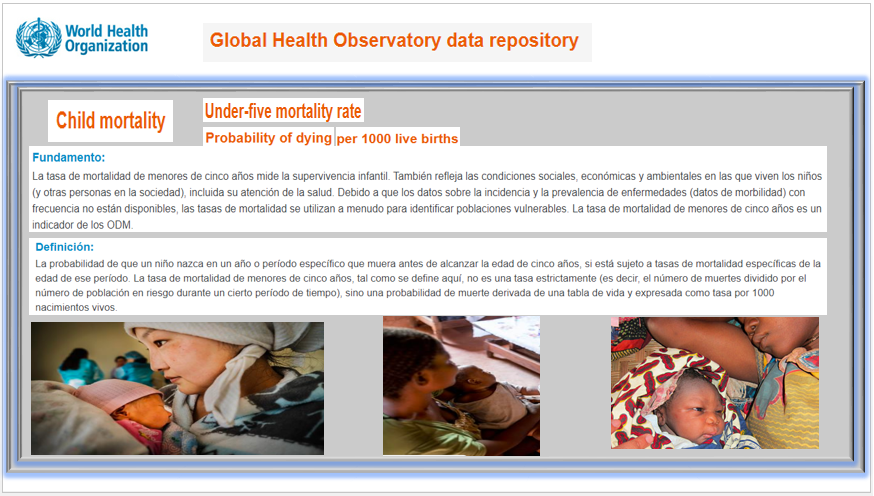 World Health
Organization
Global Health Observatory data repository
Child mortality
Under-five mortality rate
Probability of dying per 1000 live births
Fundamento:
La tasa de mortalidad de menores de cinco años mide la supervivencia infantil. También refleja las condiciones sociales, económicas y ambientales en las que viven los niños
(y otras personas en la sociedad), incluida su atención de la salud. Debido a que los datos sobre la incidencia y la prevalencia de enfermedades (datos de morbilidad) con
frecuencia no están disponibles, las tasas de mortalidad se utilizan a menudo para identificar poblaciones vulnerables. La tasa de mortalidad de menores de cinco años es un
indicador de los ODM.
Definición:
La probabilidad de que un niño nazca en un año o período específico que muera antes de alcanzar la edad de cinco años, si está sujeto a tasas de mortalidad específicas de la
edad de ese período. La tasa de mortalidad de menores de cinco años, tal como se define aquí, no es una tasa estrictamente (es decir, el número de muertes dividido por el
número de población en riesgo durante un cierto período de tiempo), sino una probabilidad de muerte derivada de una tabla de vida y expresada como tasa por 1000
nacimientos vivos.